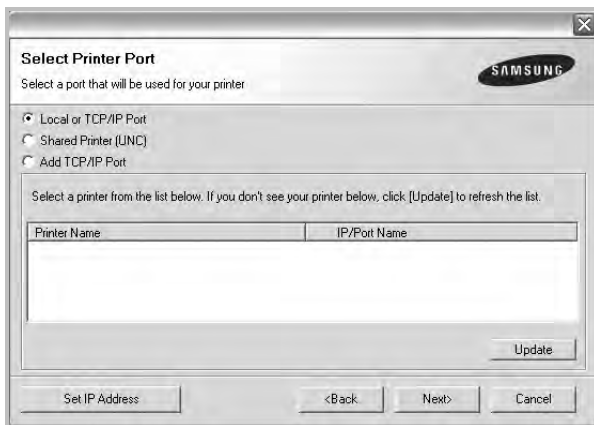 Select Printer Port
Select a port that will be used for your printer
SAMSUNG
Local or TCP/IP Port
Shared Printer (UNC)
Add TCP/IP Port
Select a printer from the list below. If you don't see your printer below, click [Update] to refresh the list.
Printer Name IP/Port Name
Update
Set IP Address <Back Next> Cancel